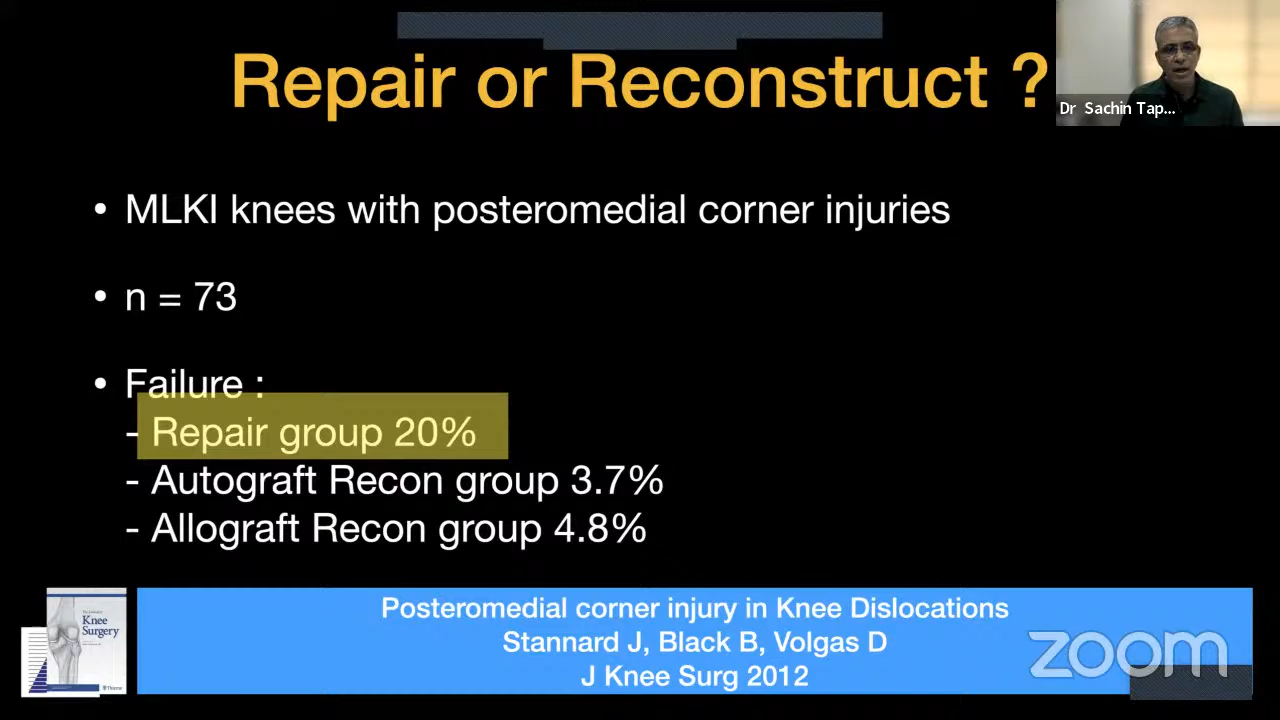 Repair or Reconstruct ?
Dr Sachin Tap...
• MLKI knees with posteromedial corner injuries
• n = 73
• Failure :
- Repair group 20%
- Autograft Recon group 3.7%
- Allograft Recon group 4.8%
Knee
Surgery
Posteromedial corner injury in Knee Dislocations
Stannard J, Black B, Volgas D
J Knee Surg 2012
zoom